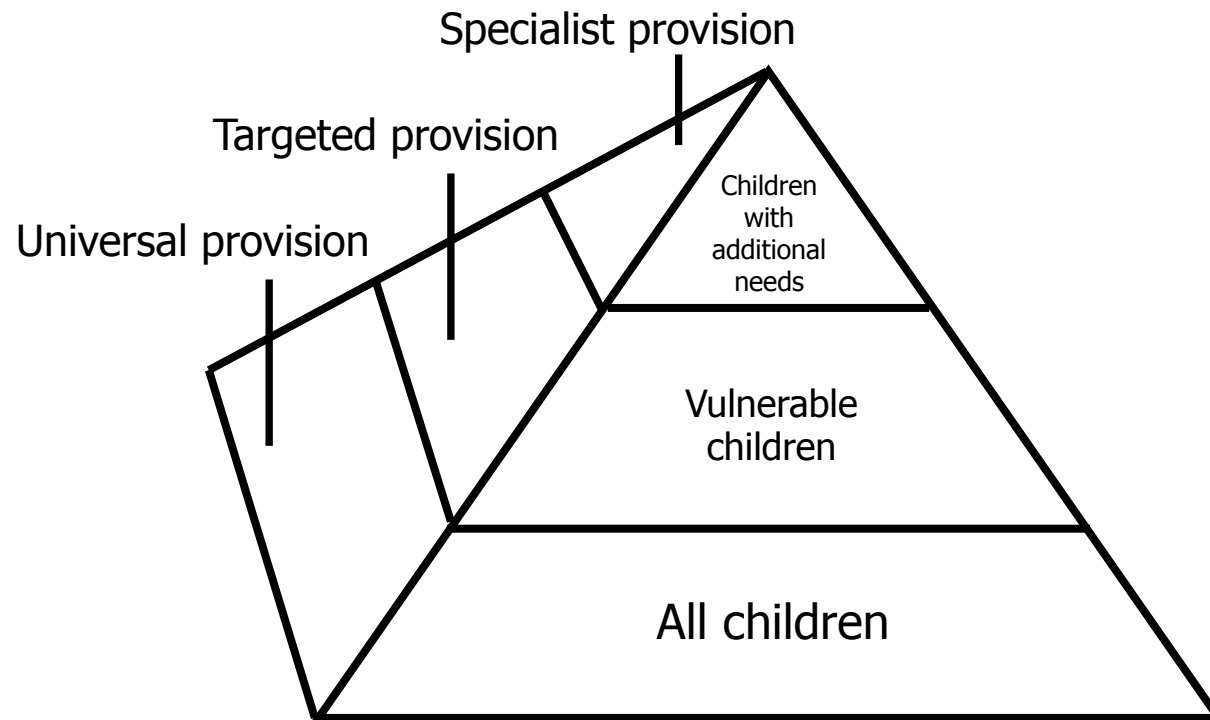 Specialist provision
Targeted provision
Universal provision
Children
with
additional
needs
Vulnerable
children
All children